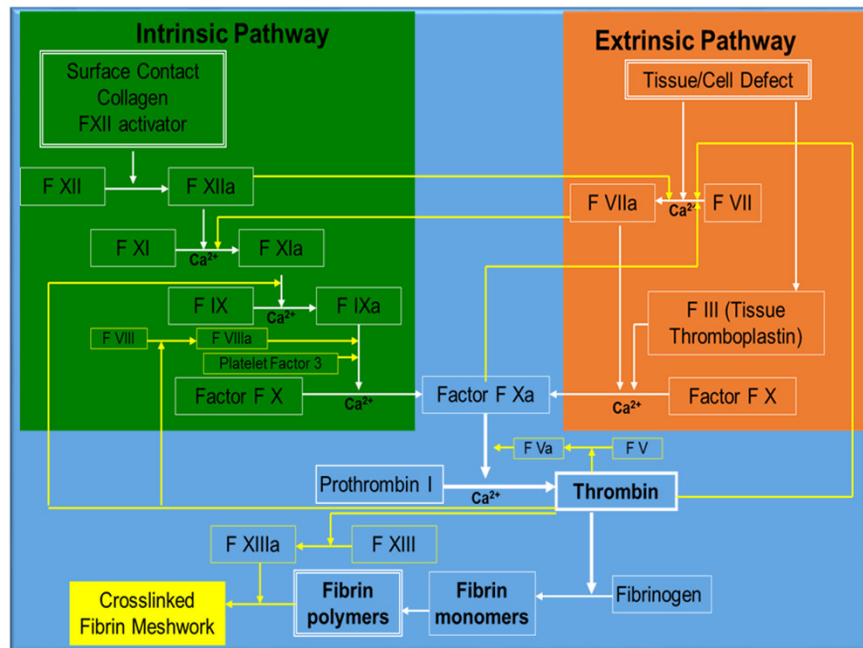 Intrinsic Pathway
Extrinsic Pathway
Surface Contact
Collagen
FXII activator
Tissue/Cell Defect
F XII
F XIIa
F VIIa
Ca²⁺
F VII
F XI
Ca²⁺
F XIa
F IX
Ca²⁺
F IXa
F III (Tissue
Thromboplastin)
F VIII
F VIIIa
Platelet Factor 3
Factor F X
Ca²⁺
Factor F Xa
Ca²⁺
Factor F X
F Va
F V
Prothrombin I
Ca²⁺
Thrombin
F XIIIa
F XIII
Crosslinked
Fibrin Meshwork
Fibrin
polymers
Fibrin
monomers
Fibrinogen